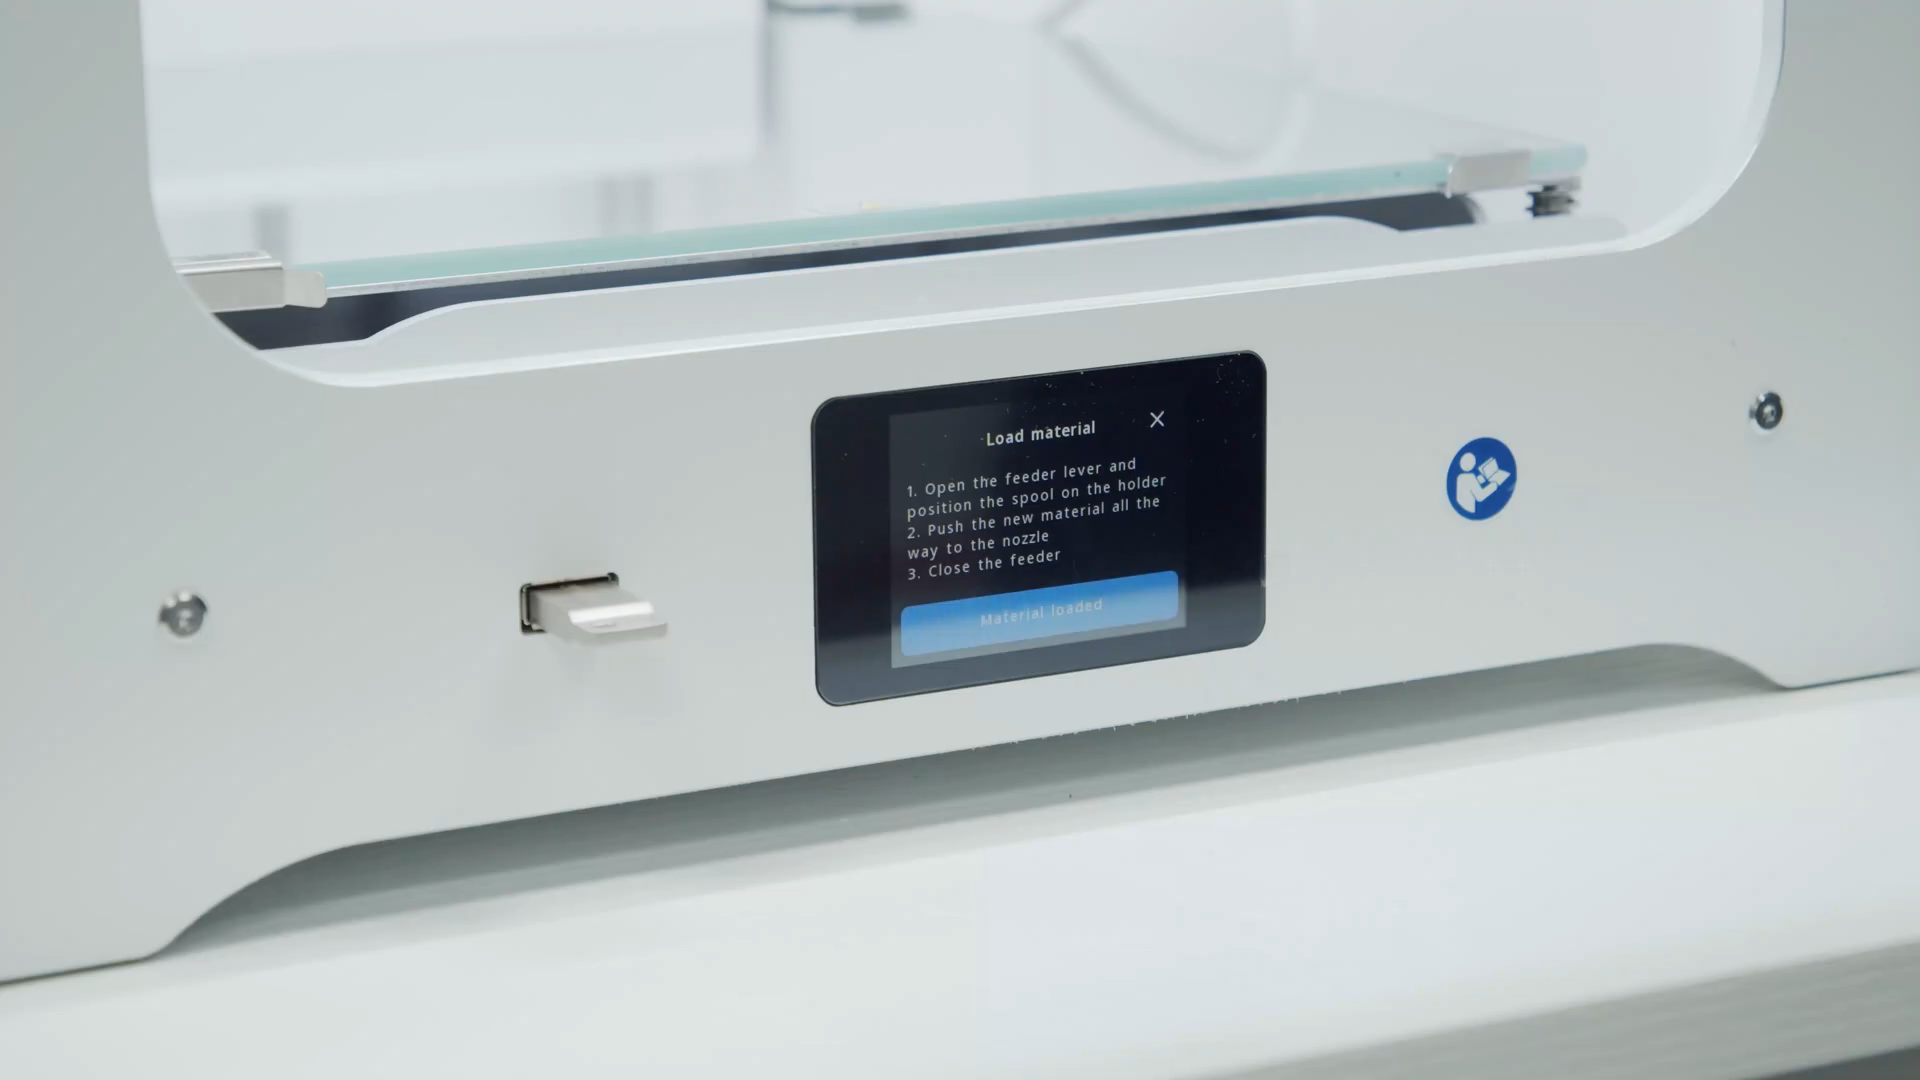 Load material
1. Open the feeder lever and
position the spool on the holder
2. Push the new material all the
way to the nozzle
3. Close the feeder
Material loaded